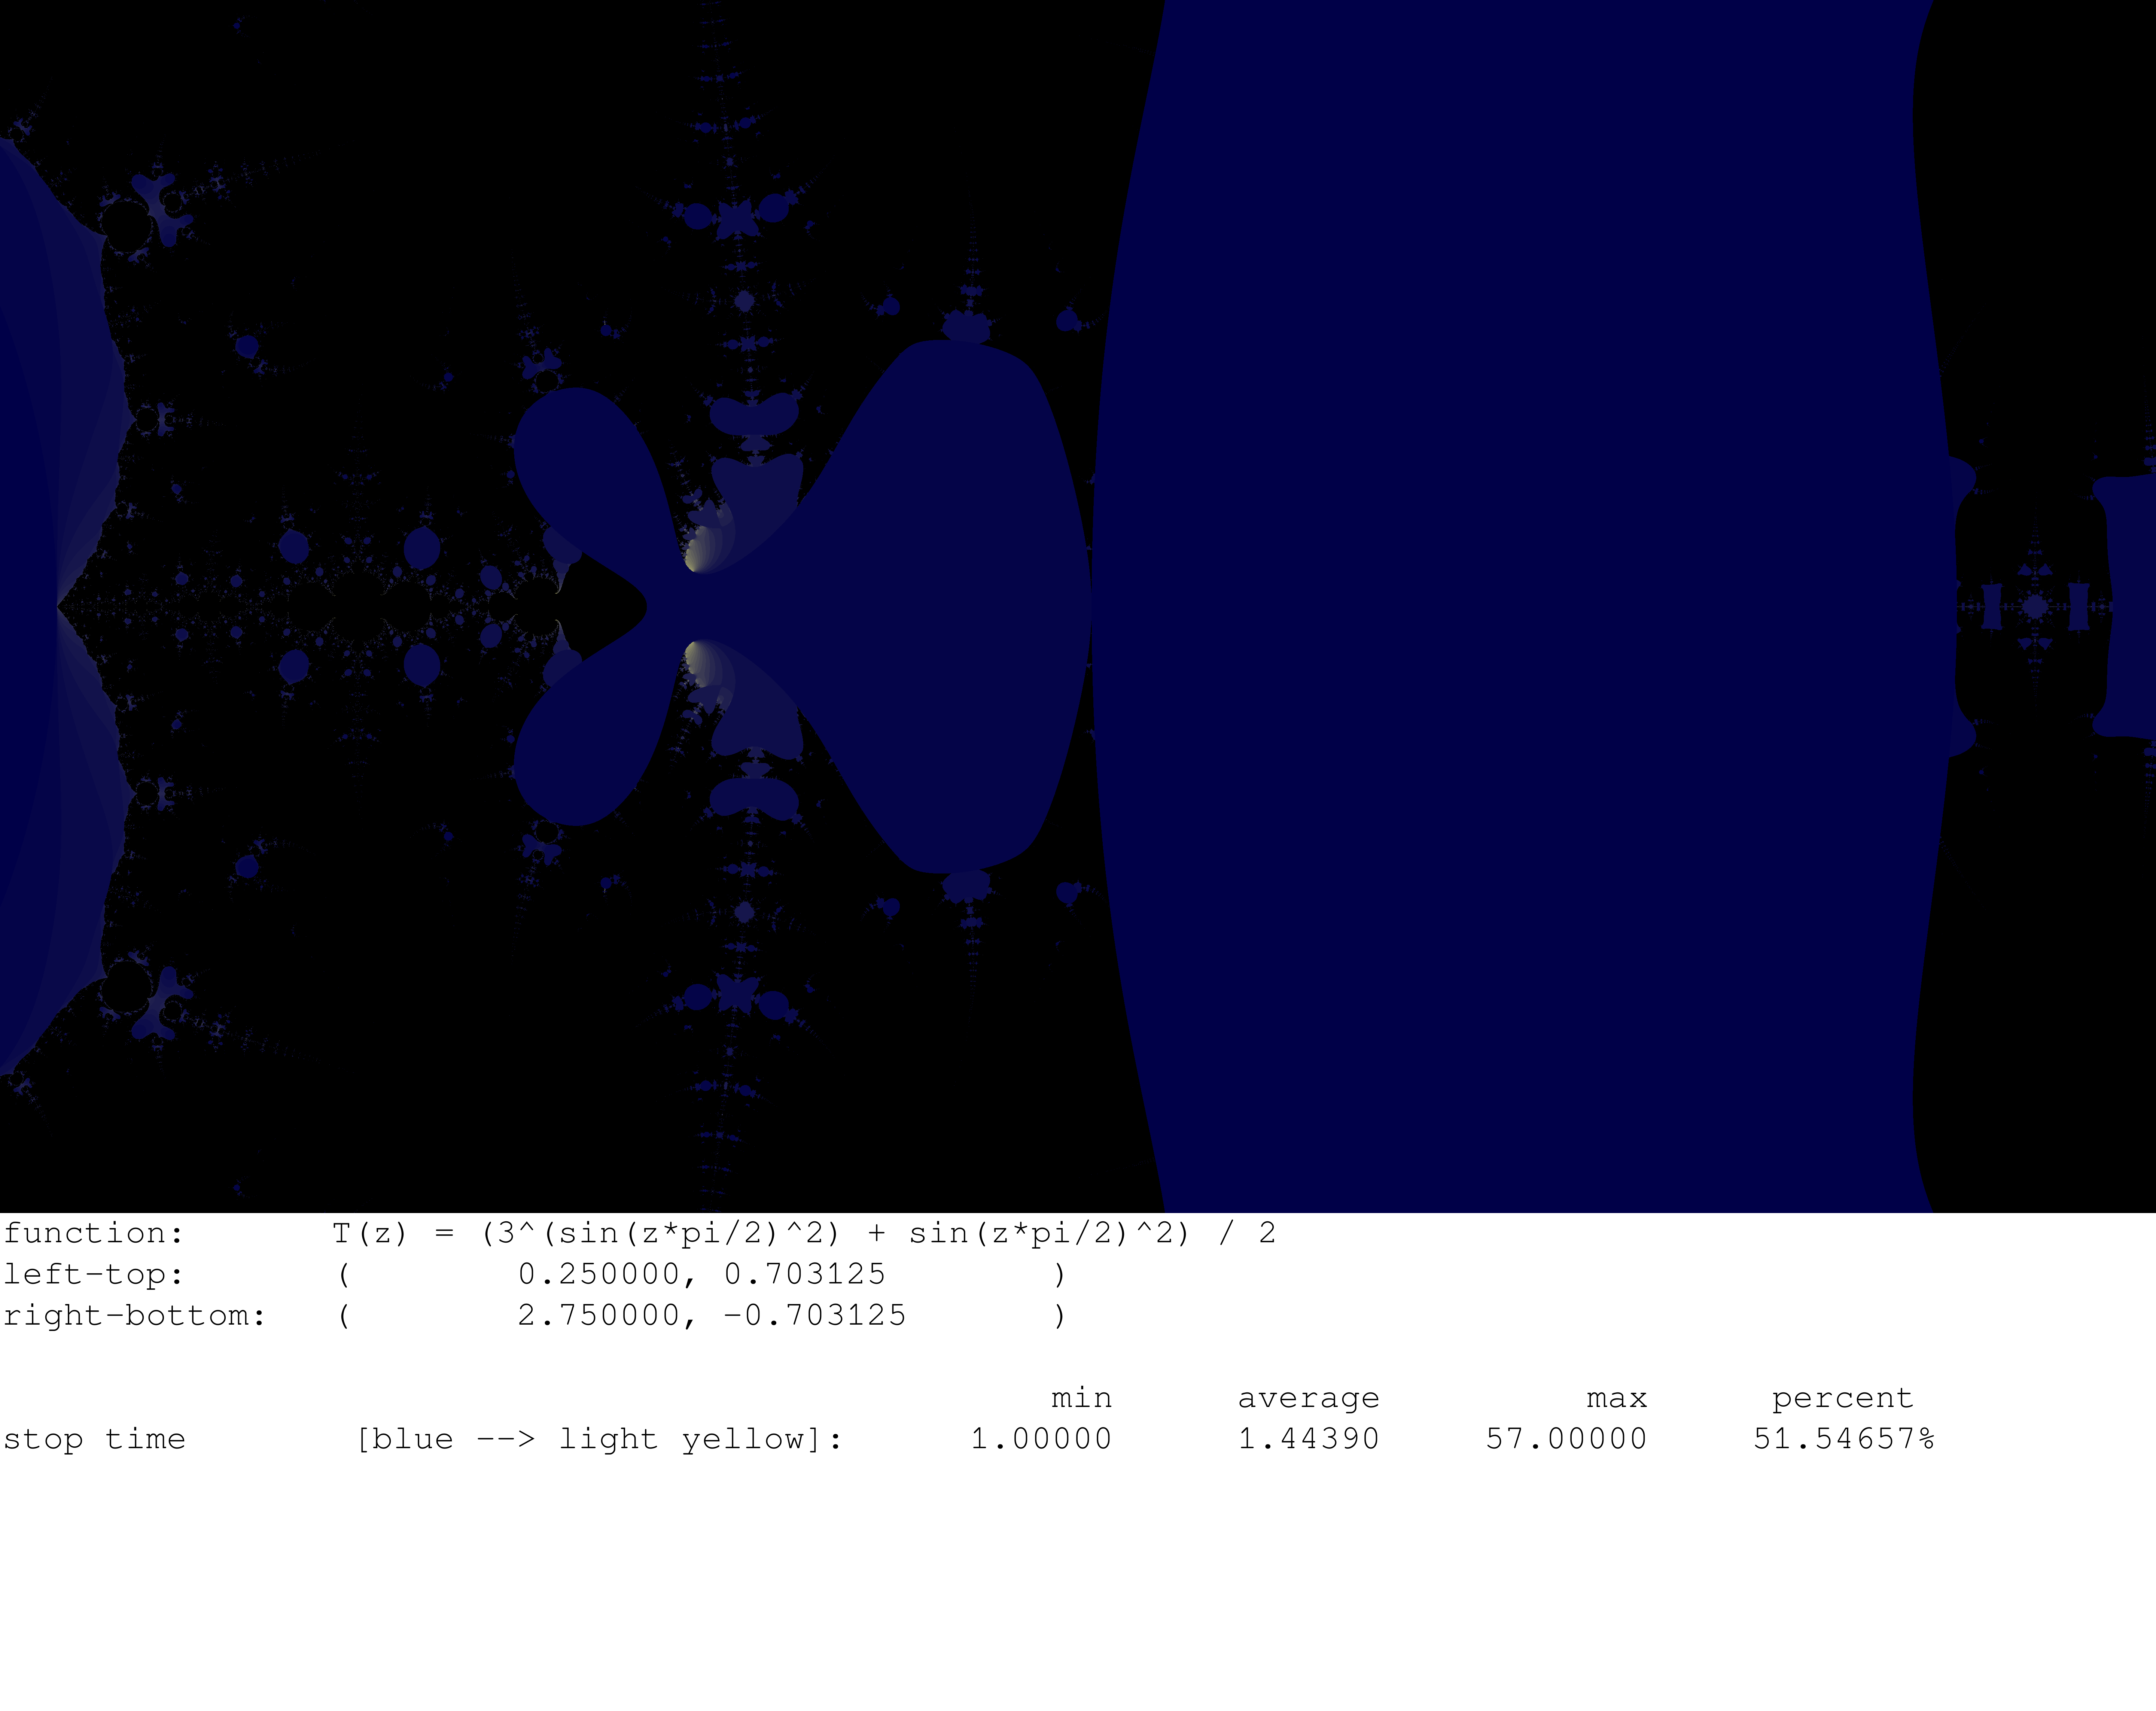 function: T(z) = (3^(sin(z*pi/2)^2) + sin(z*pi/2)^2) / 2
left-top: ( 0.250000, 0.703125 )
right-bottom: ( 2.750000, -0.703125 )
min average max percent
stop time [blue --> light yellow]: 1.00000 1.44390 57.00000 51.54657%